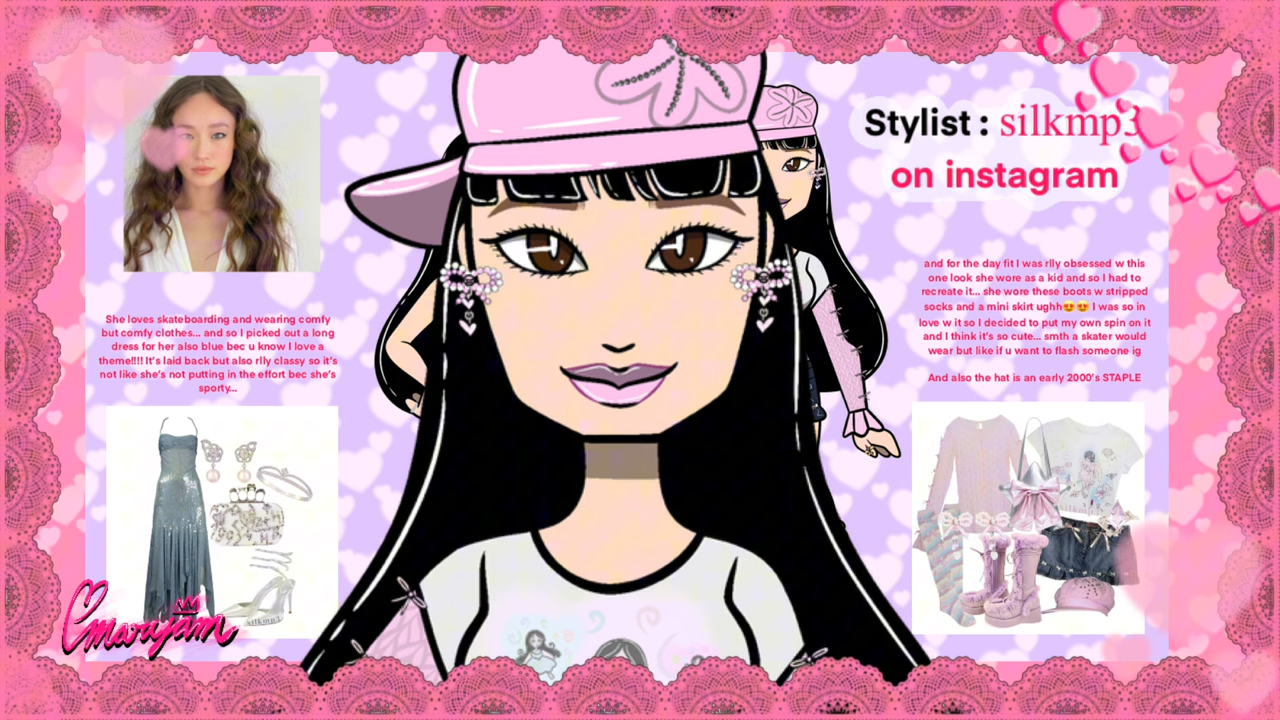 Stylist : silkmp3
on instagram
She loves skateboarding and wearing comfy
but comfy clothes... and so I picked out a long
dress for her also blue bec u know I love a
theme!!!! It's laid back but also rlly classy so it's
not like she's not putting in the effort bec she's
sporty...
and for the day fit I was rlly obsessed w this
one look she wore as a kid and so I had to
recreate it... she wore these boots w stripped
socks and a mini skirt ughh😍😍 I was so in
love w it so I decided to put my own spin on it
and I think it's so cute... smth a skater would
wear but like if u want to flash someone ig
And also the hat is an early 2000's STAPLE
silkmp3
Cmaryam